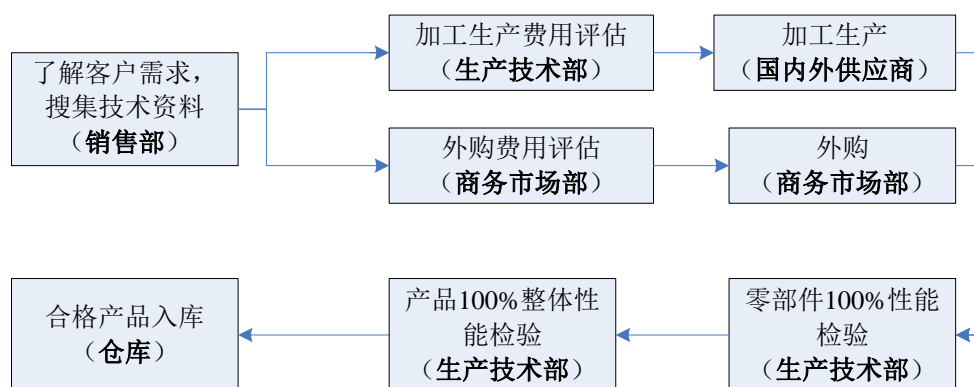 了解客户需求，
搜集技术资料
（销售部）
加工生产费用评估
（生产技术部）
加工生产
（国内外供应商）
外购费用评估
（商务市场部）
外购
（商务市场部）
合格产品入库
（仓库）
产品100%整体性
能检验
（生产技术部）
零部件100%性能
检验
（生产技术部）